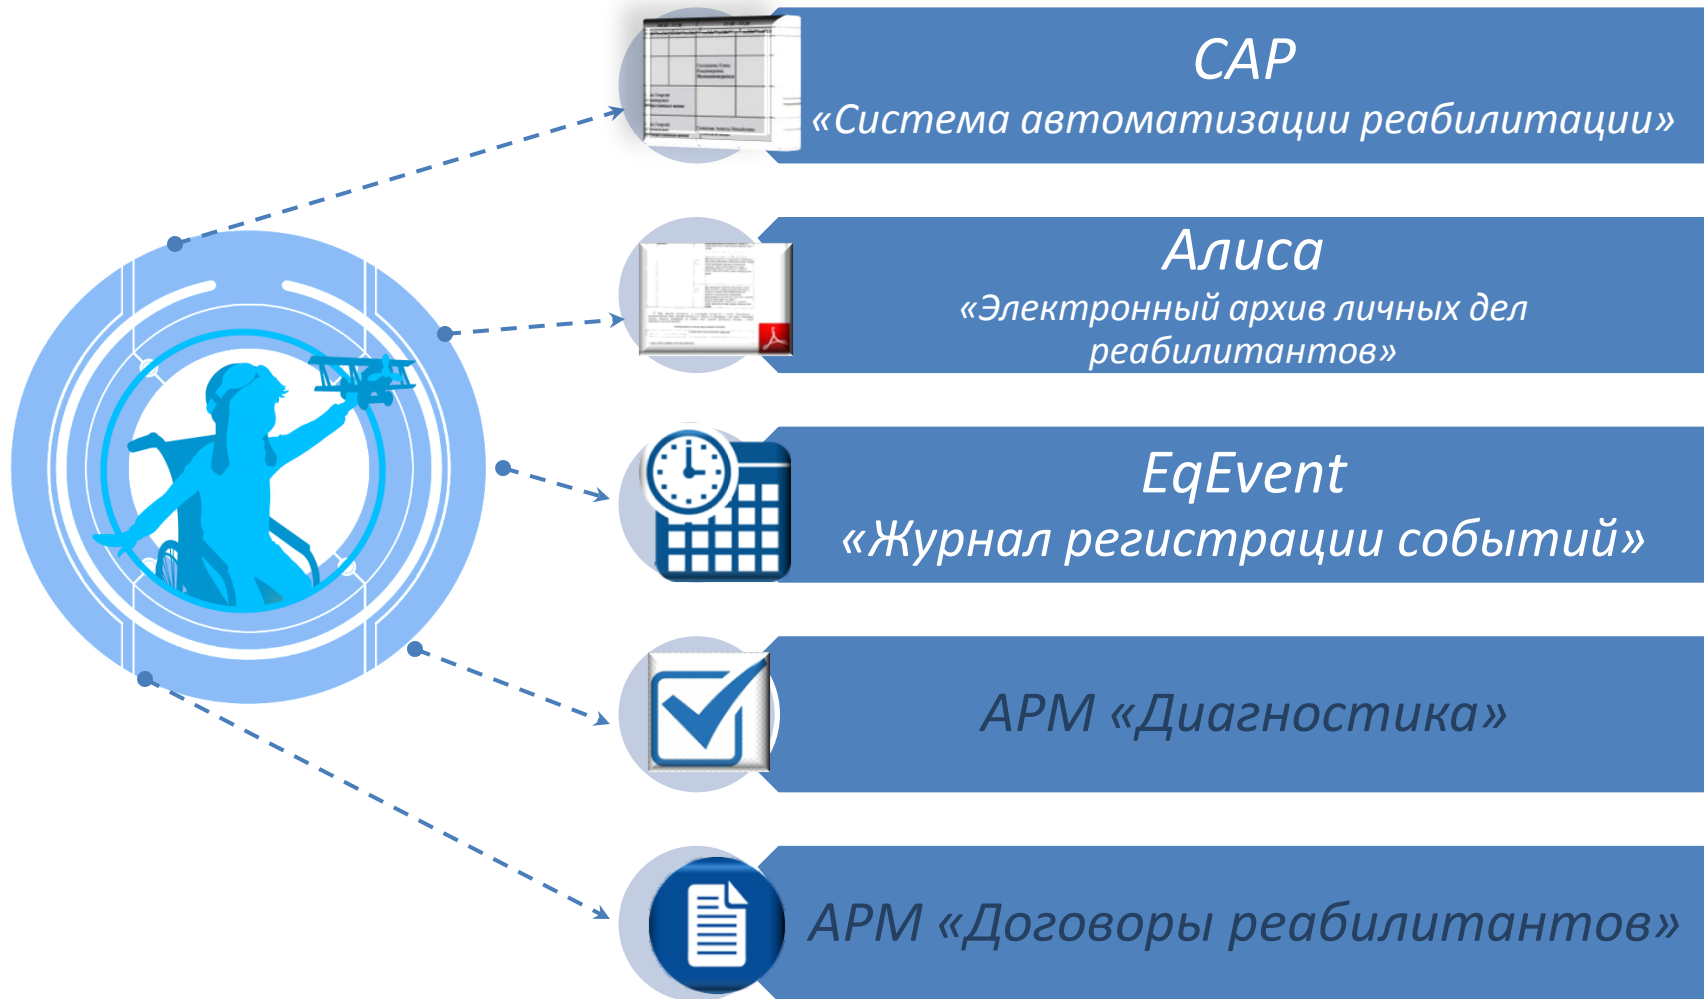 САР
«Система автоматизации реабилитации»
Алиса
«Электронный архив личных дел
реабилитантов»
EqEvent
«Журнал регистрации событий»
АРМ «Диагностика»
АРМ «Договоры реабилитантов»